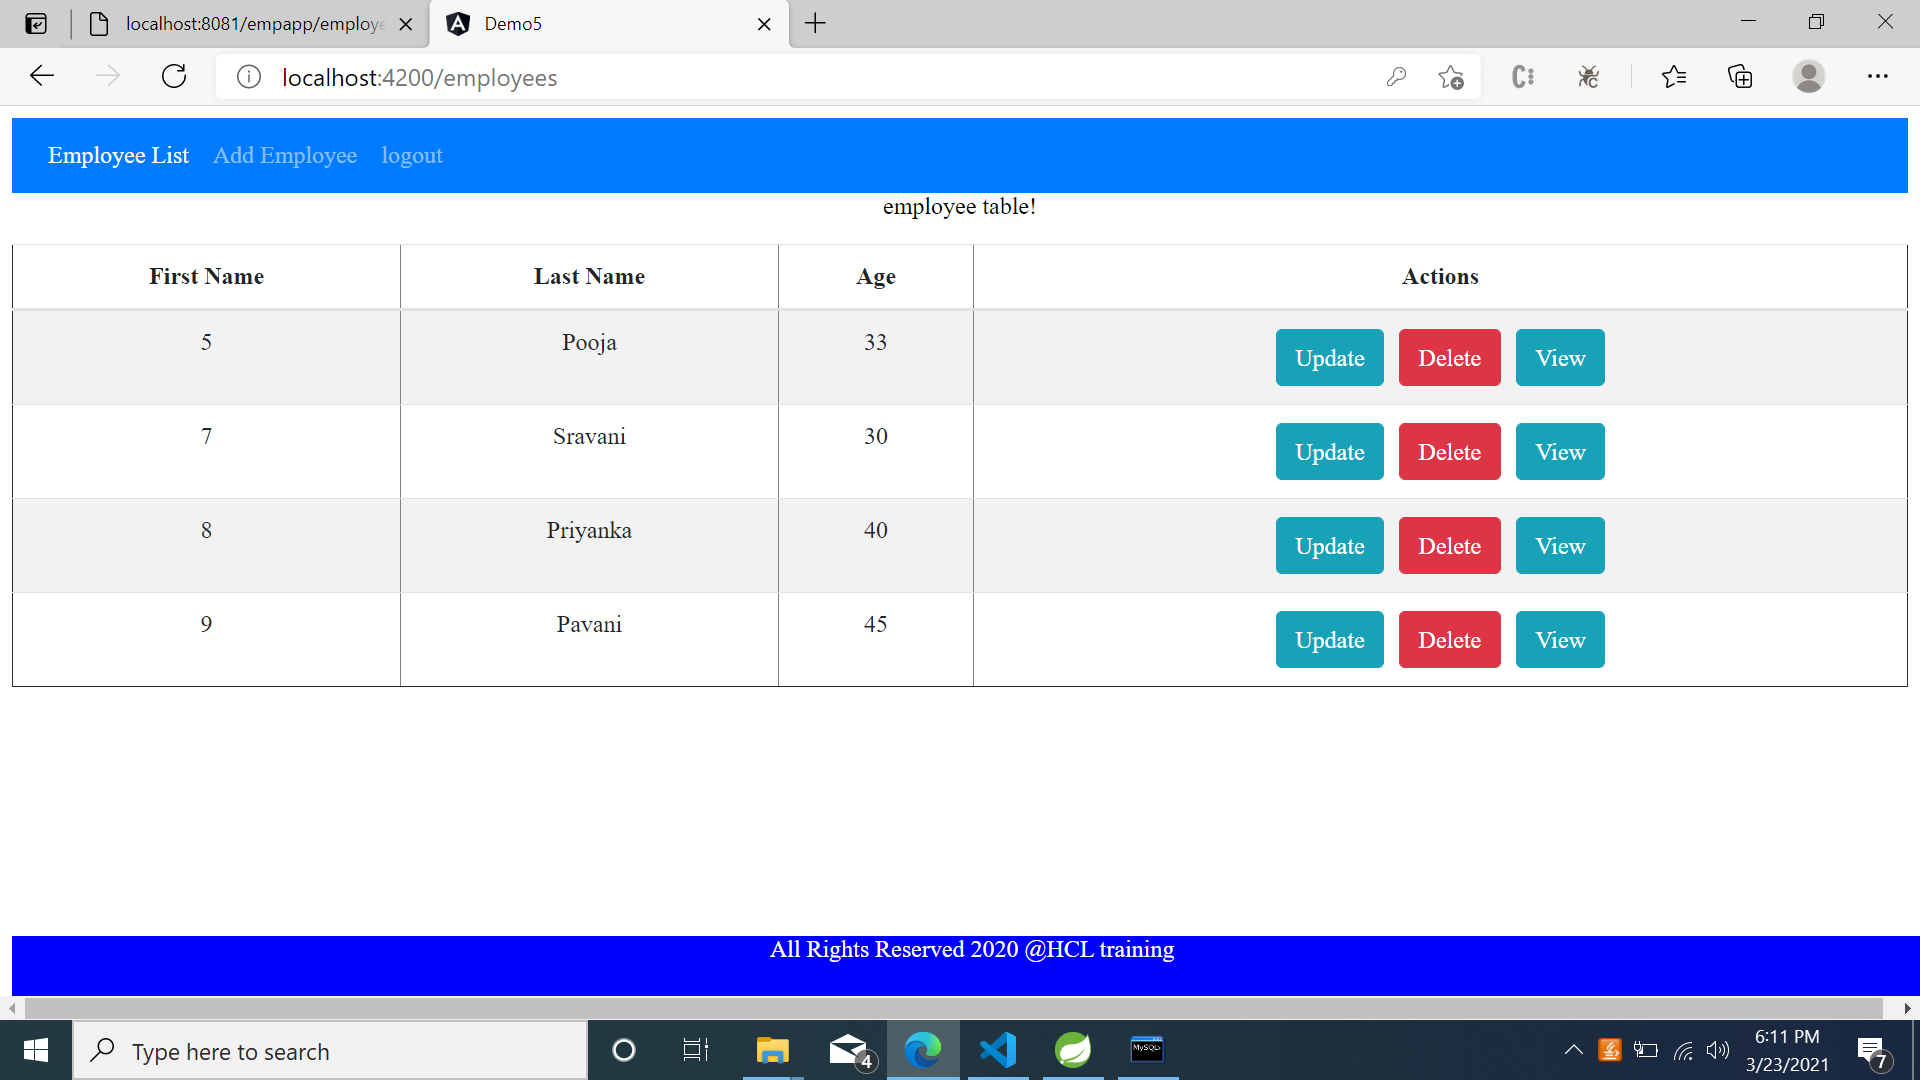 localhost:8081/empapp/employe
Demo5
localhost:4200/employees
Employee List Add Employee logout
employee table!
First Name Last Name Age Actions
5 Pooja 33 Update Delete View
7 Sravani 30 Update Delete View
8 Priyanka 40 Update Delete View
9 Pavani 45 Update Delete View
All Rights Reserved 2020 @HCL training
Type here to search
4
MySQL
6:11 PM
3/23/2021
7